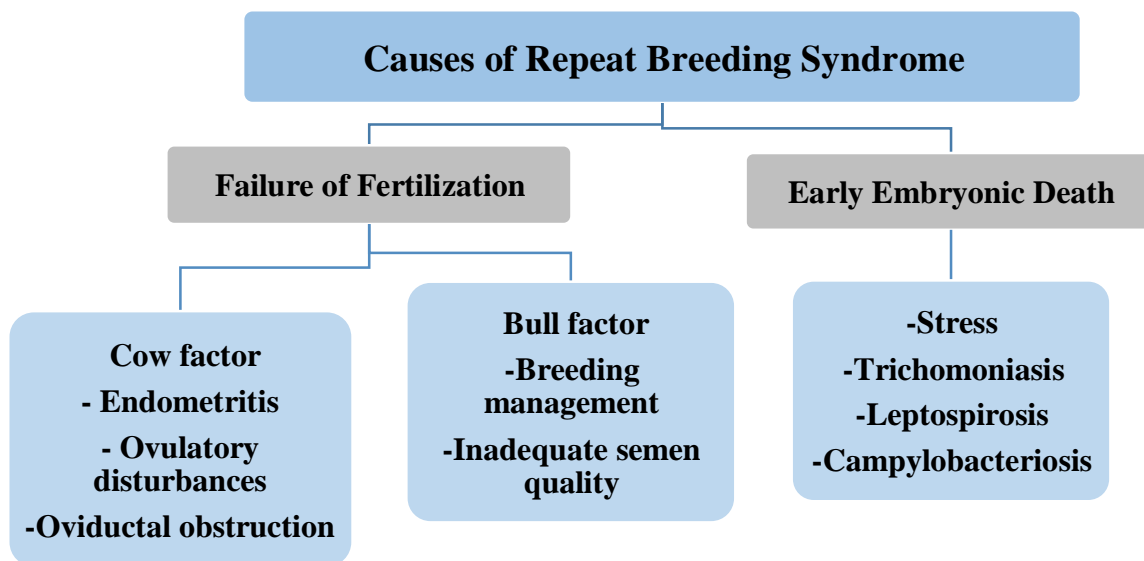 Causes of Repeat Breeding Syndrome
Failure of Fertilization
Early Embryonic Death
Cow factor
- Endometritis
- Ovulatory
disturbances
-Oviductal obstruction
Bull factor
-Breeding
management
-Inadequate semen
quality
-Stress
-Trichomoniasis
-Leptospirosis
-Campylobacteriosis